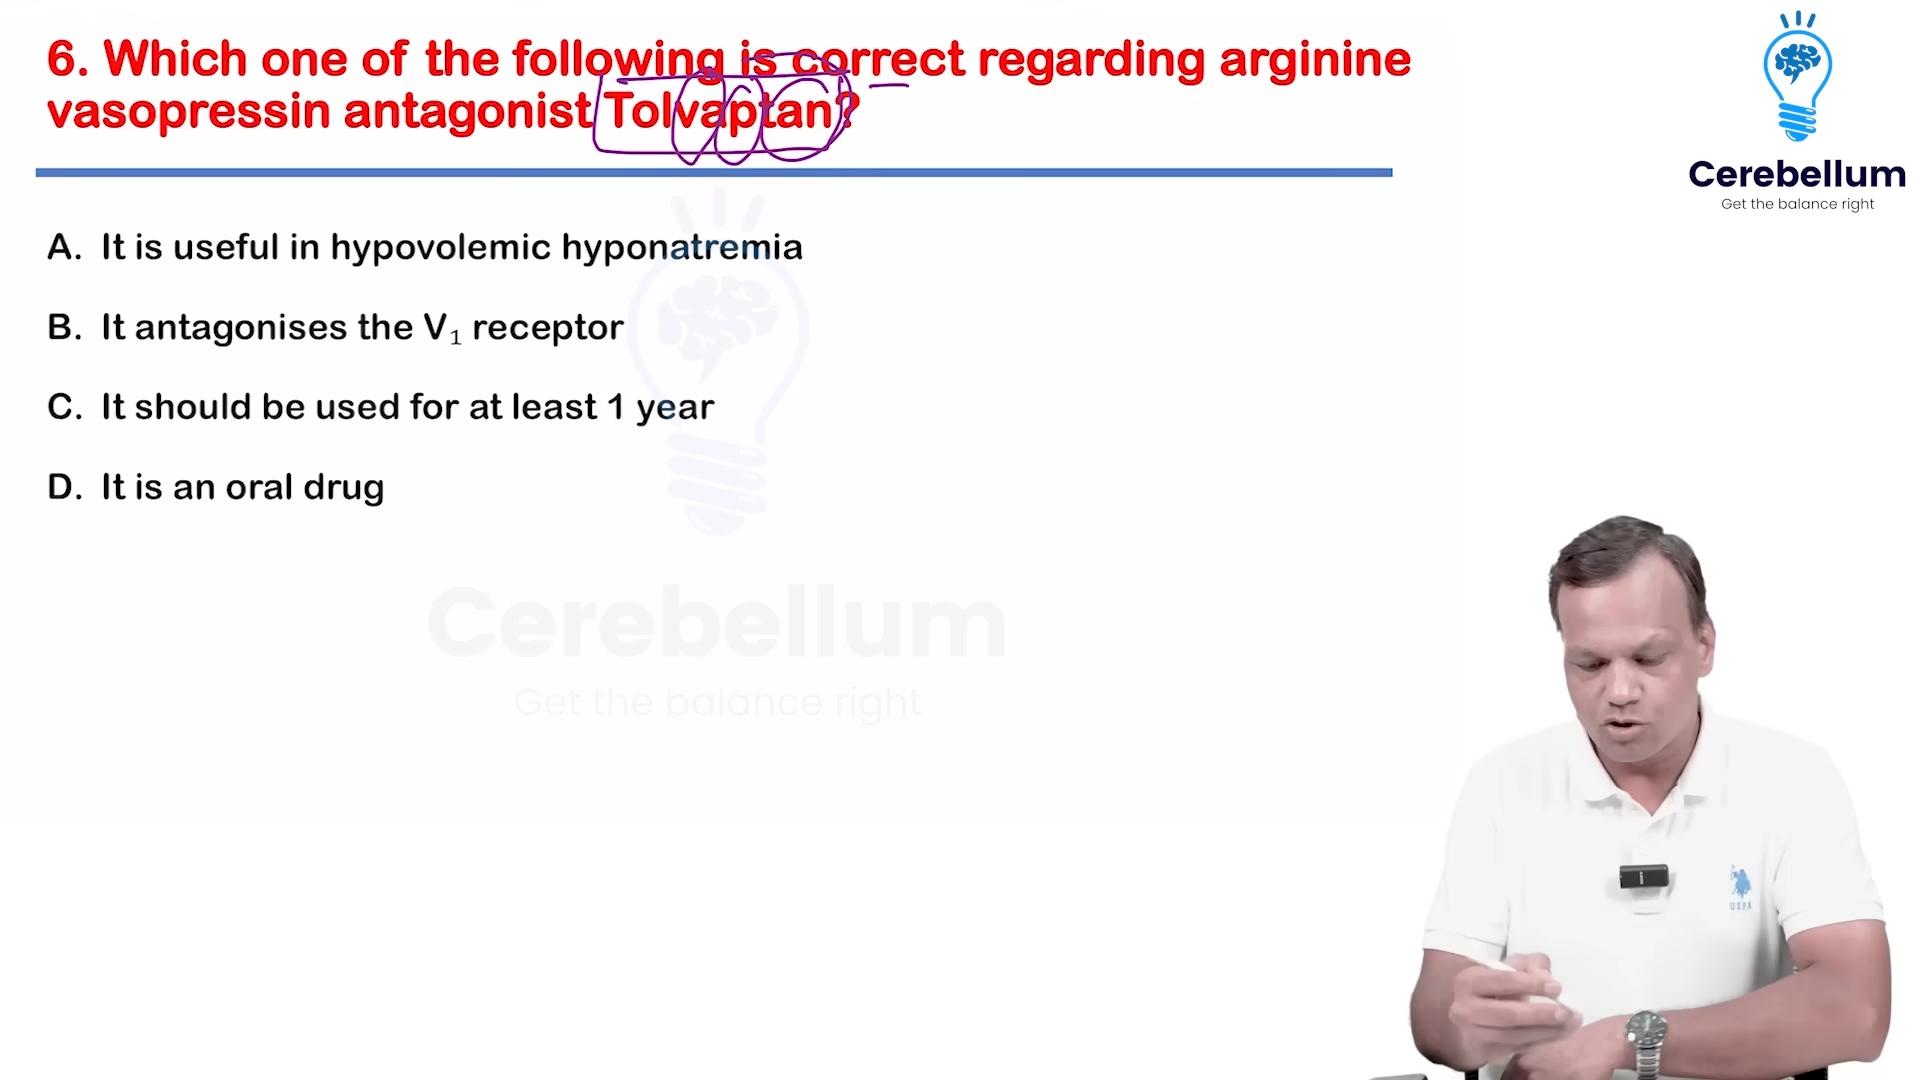 6. Which one of the following is correct regarding arginine
vasopressin antagonist Tolvaptan?
Cerebellum
Get the balance right
A. It is useful in hypovolemic hyponatremia
B. It antagonises the V₁ receptor
C. It should be used for at least 1 year
D. It is an oral drug
Cerebellum
Get the balance right
USPA